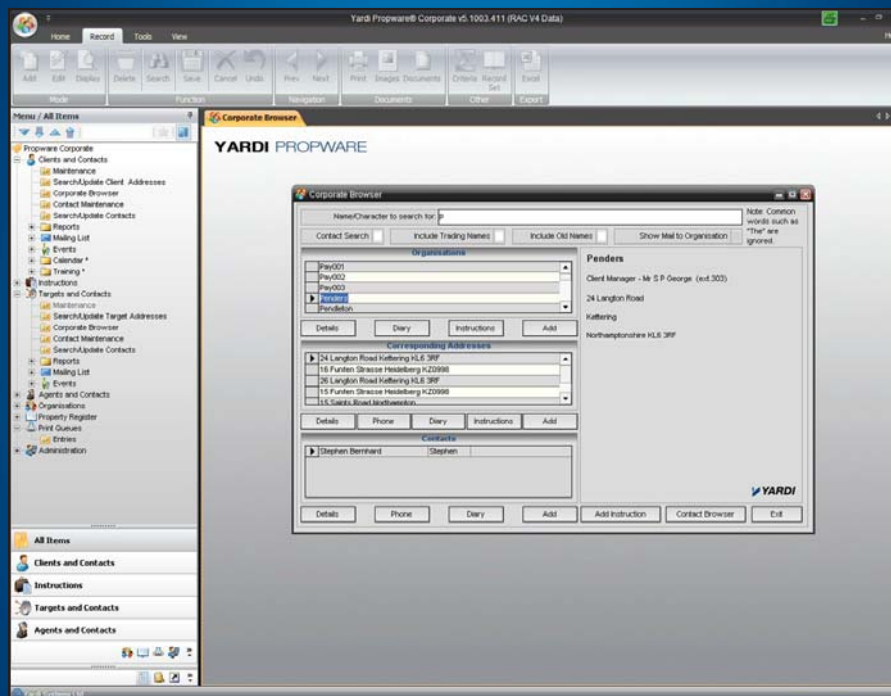 Yardi Propware® Corporate v5.1003.411 (RAC V4 Data)
Home Record Tools View
Add Edit Display Delete Search Save Cancel Undo Prev Next Print Images Documents Criteria Record Set Excel
Mode Function Navigation Documents Other Export
Menu / All Items
Corporate Browser
Propware Corporate
Clients and Contacts
Maintenance
Search/Update Client Addresses
Corporate Browser
Contact Maintenance
Search/Update Contacts
Reports
Mailing List
Events
Calendar *
Training *
Instructions
Targets and Contacts
Maintenance
Search/Update Target Addresses
Corporate Browser
Contact Maintenance
Search/Update Contacts
Reports
Mailing List
Events
Agents and Contacts
Organisations
Property Register
Print Queues
Entries
Administration
All Items
Clients and Contacts
Instructions
Targets and Contacts
Agents and Contacts
YARDI PROPWARE
Corporate Browser
Name/Character to search for: p
Note: Common words such as "The" are ignored.
Contact Search Include Trading Names Include Old Names Show Mail to Organisation
Organisations
Pay001
Pay002
Pay003
Penders
Pendleton
Details Diary Instructions Add
Corresponding Addresses
24 Langton Road Kettering KL6 3RF
16 Funten Strasse Heidelberg KZ0998
26 Langton Road Kettering KL6 3RF
15 Funten Strasse Heidelberg KZ0998
15 Saints Road Northampton
Details Phone Diary Instructions Add
Contacts
Stephen Bernhard Stephen
Details Phone Diary Add Add Instruction Contact Browser Exit
Penders
Client Manager - Mr S P George (ext.303)
24 Langton Road
Kettering
Northamptonshire KL6 3RF
YARDI